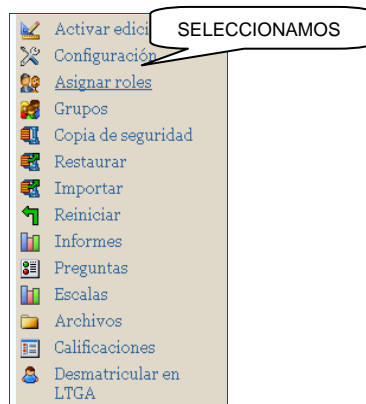 Activar edici
SELECCIONAMOS
Configuración
Asignar roles
Grupos
Copia de seguridad
Restaurar
Importar
Reiniciar
Informes
Preguntas
Escalas
Archivos
Calificaciones
Desmatricular en
LTGA